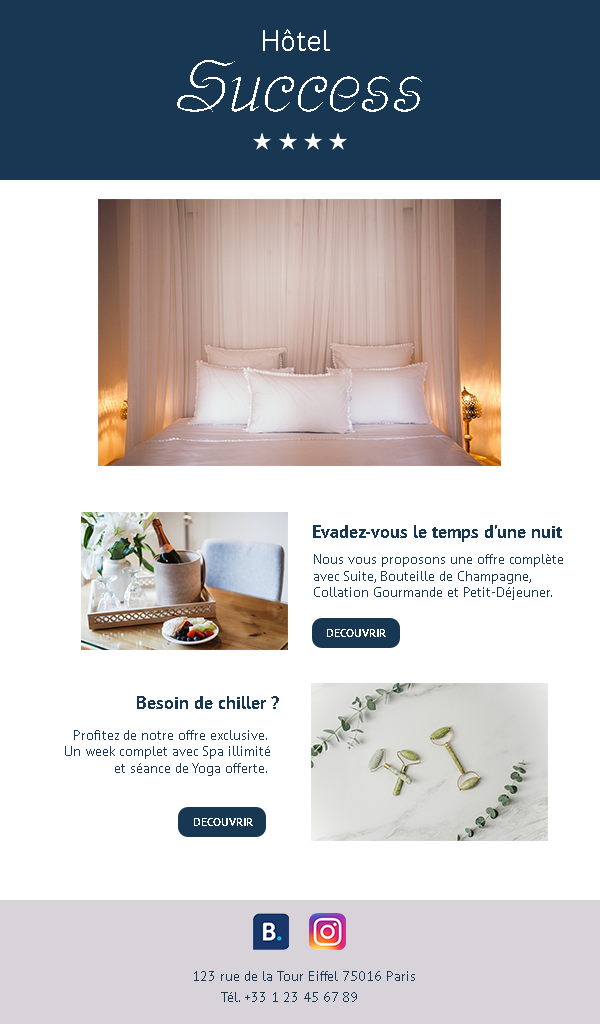 Hôtel
Success
Evadez-vous le temps d'une nuit
Nous vous proposons une offre complète
avec Suite, Bouteille de Champagne,
Collation Gourmande et Petit-Déjeuner.
DECOUVRIR
Besoin de chiller ?
Profitez de notre offre exclusive.
Un week complet avec Spa illimité
et séance de Yoga offerte.
DECOUVRIR
B.
123 rue de la Tour Eiffel 75016 Paris
Tél. +33 1 23 45 67 89